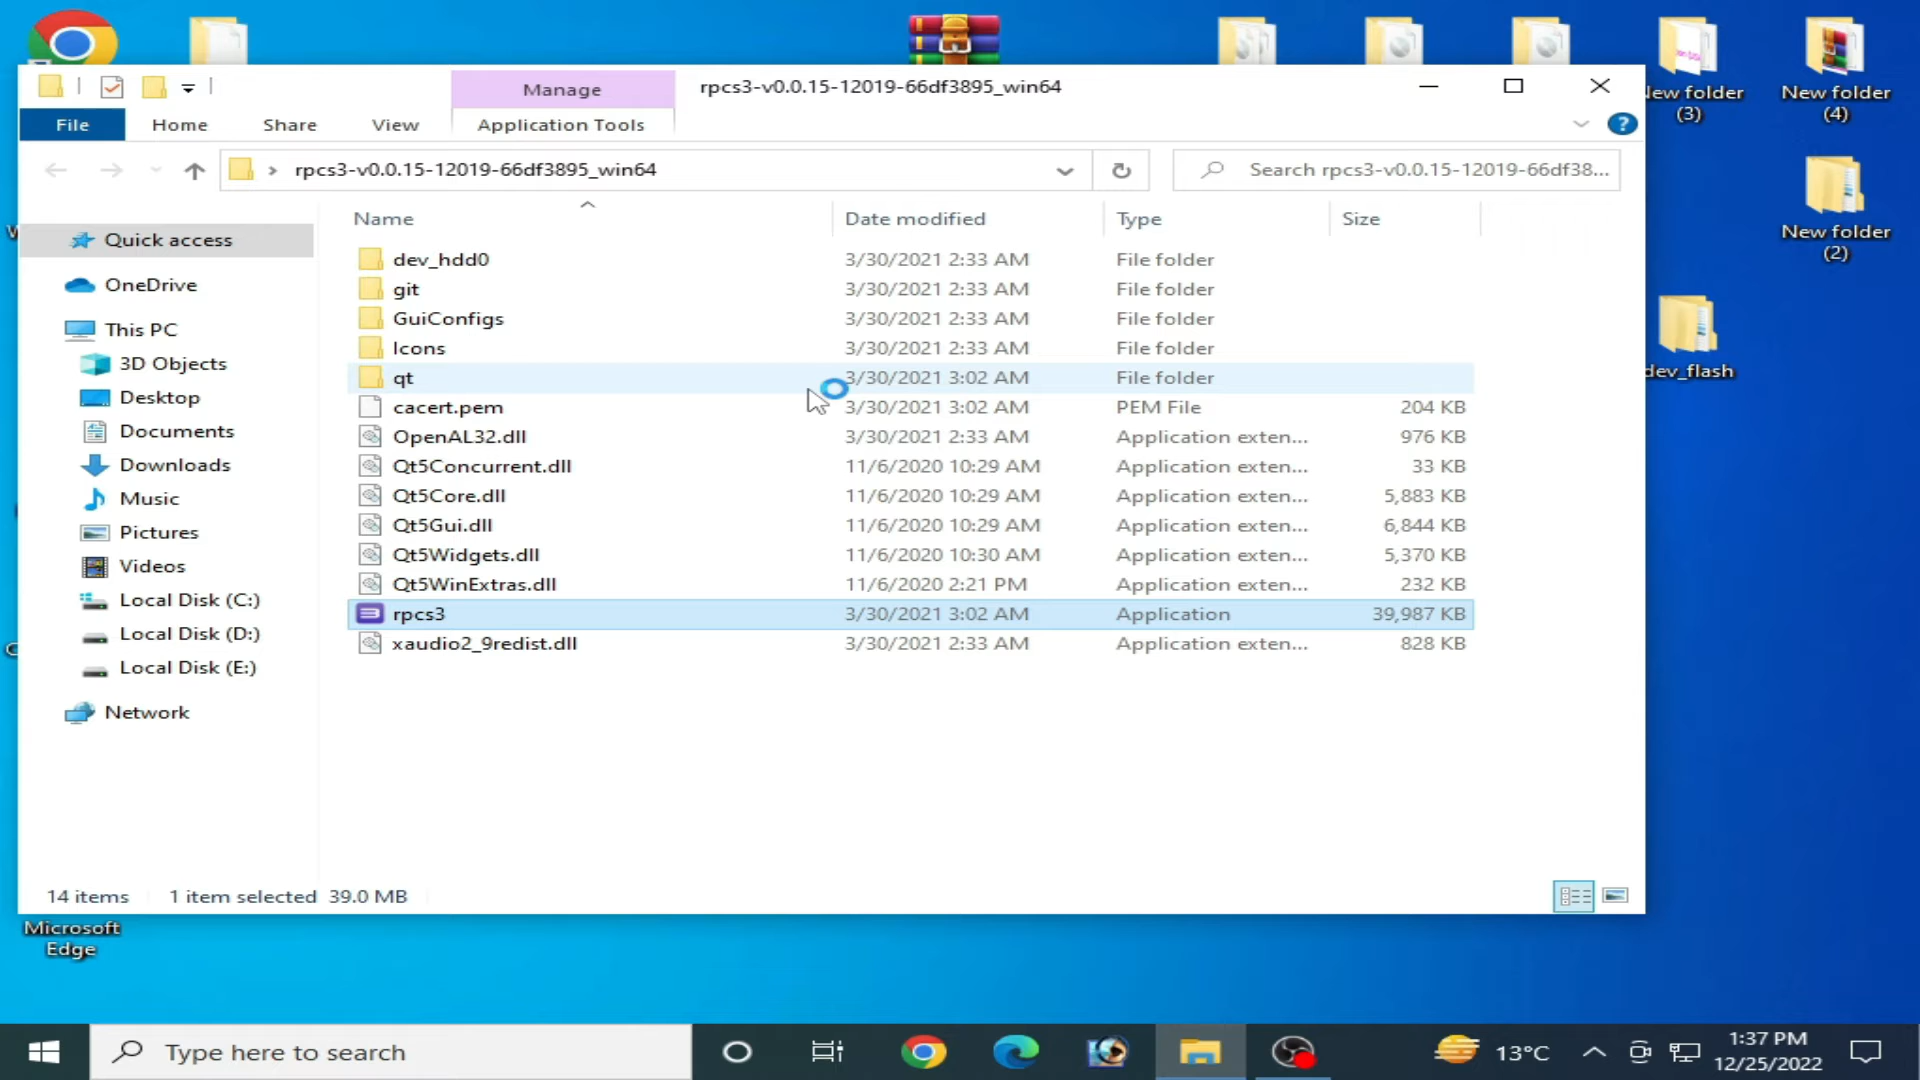 New folder (3)
New folder (4)
Manage
rpcs3-v0.0.15-12019-66df3895_win64
File
Home
Share
View
Application Tools
rpcs3-v0.0.15-12019-66df3895_win64
Search rpcs3-v0.0.15-12019-66df38...
New folder (2)
Name
Date modified
Type
Size
Quick access
OneDrive
This PC
3D Objects
Desktop
Documents
Downloads
Music
Pictures
Videos
Local Disk (C:)
Local Disk (D:)
Local Disk (E:)
Network
dev_hdd0 3/30/2021 2:33 AM File folder
git 3/30/2021 2:33 AM File folder
GuiConfigs 3/30/2021 2:33 AM File folder
Icons 3/30/2021 2:33 AM File folder
qt 3/30/2021 3:02 AM File folder
cacert.pem 3/30/2021 3:02 AM PEM File 204 KB
OpenAL32.dll 3/30/2021 2:33 AM Application exten... 976 KB
Qt5Concurrent.dll 11/6/2020 10:29 AM Application exten... 33 KB
Qt5Core.dll 11/6/2020 10:29 AM Application exten... 5,883 KB
Qt5Gui.dll 11/6/2020 10:29 AM Application exten... 6,844 KB
Qt5Widgets.dll 11/6/2020 10:30 AM Application exten... 5,370 KB
Qt5WinExtras.dll 11/6/2020 2:21 PM Application exten... 232 KB
rpcs3 3/30/2021 3:02 AM Application 39,987 KB
xaudio2_9redist.dll 3/30/2021 2:33 AM Application exten... 828 KB
dev_flash
14 items 1 item selected 39.0 MB
Microsoft
Edge
Type here to search
13°C
1:37 PM
12/25/2022